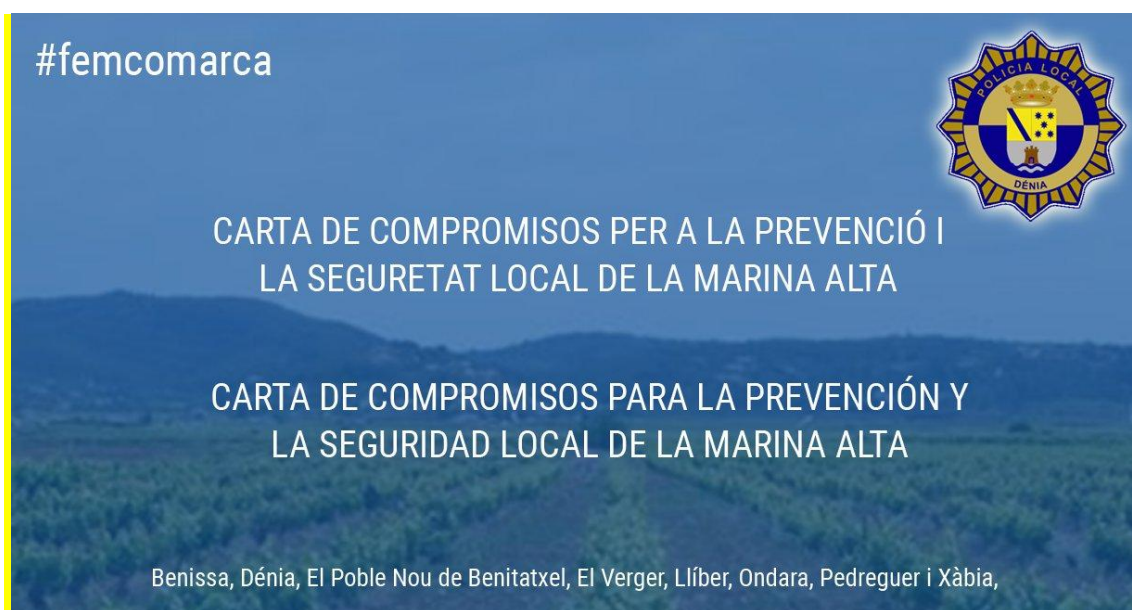 #femcomarca
POLICIA LOCAL
DÉNIA
CARTA DE COMPROMISOS PER A LA PREVENCIÓ I
LA SEGURETAT LOCAL DE LA MARINA ALTA
CARTA DE COMPROMISOS PARA LA PREVENCIÓN Y
LA SEGURIDAD LOCAL DE LA MARINA ALTA
Benissa, Dénia, El Poble Nou de Benitatxel, El Verger, Llíber, Ondara, Pedreguer i Xàbia,